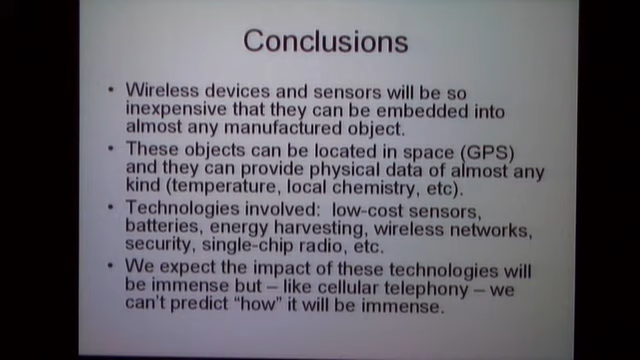 Conclusions
• Wireless devices and sensors will be so
inexpensive that they can be embedded into
almost any manufactured object.
• These objects can be located in space (GPS)
and they can provide physical data of almost any
kind (temperature, local chemistry, etc).
• Technologies involved: low-cost sensors,
batteries, energy harvesting, wireless networks,
security, single-chip radio, etc.
• We expect the impact of these technologies will
be immense but – like cellular telephony – we
can't predict “how” it will be immense.